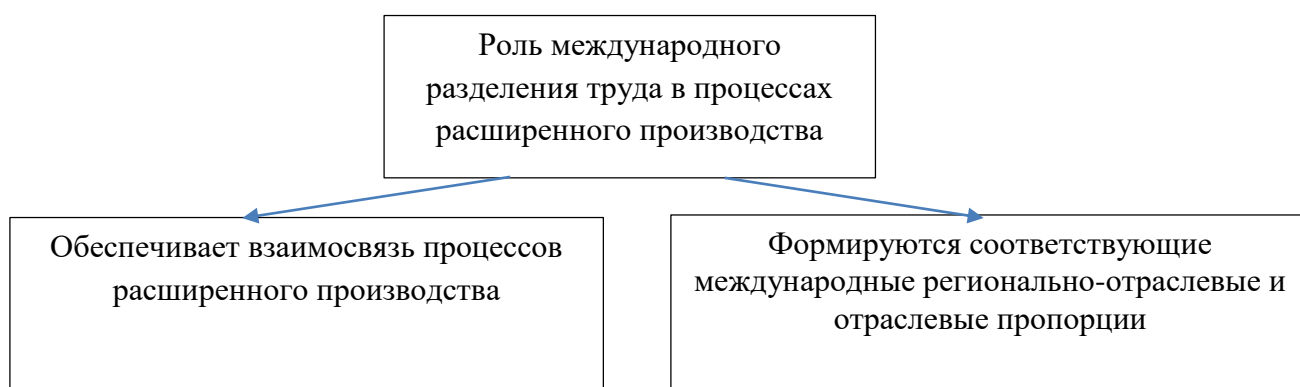 Роль международного
разделения труда в процессах
расширенного производства
Обеспечивает взаимосвязь процессов
расширенного производства
Формируются соответствующие
международные регионально-отраслевые и
отраслевые пропорции